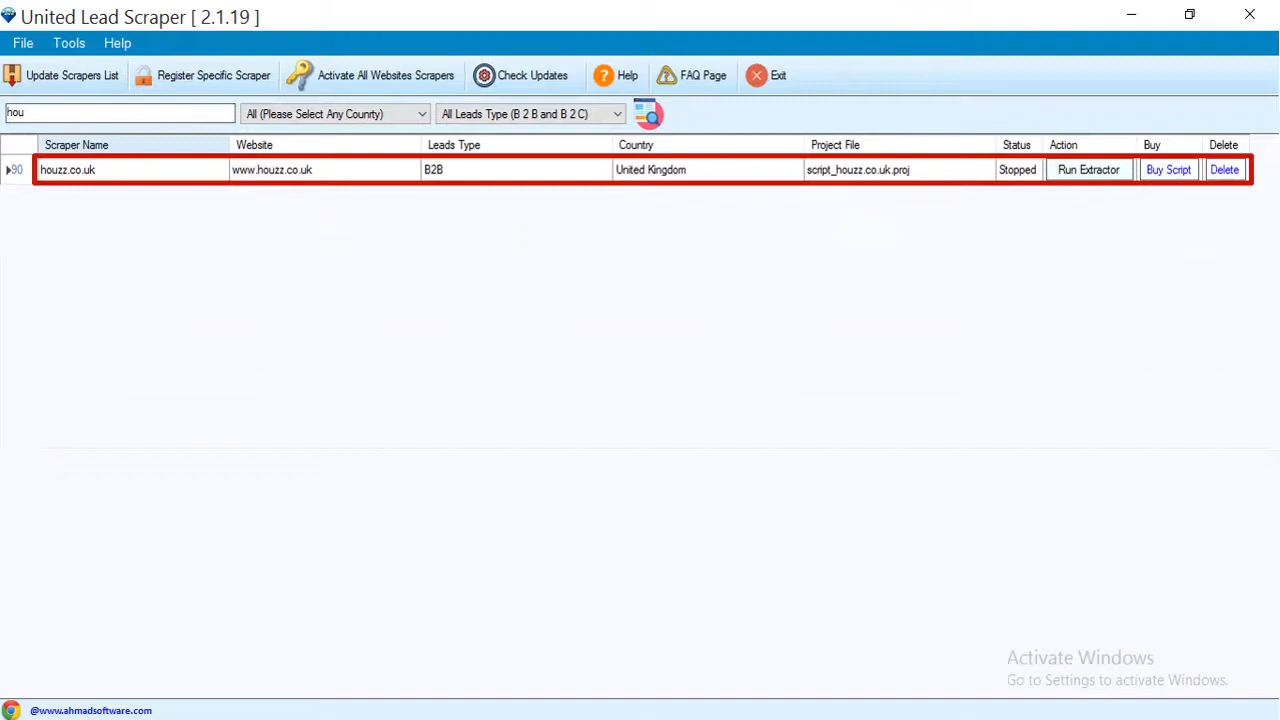 United Lead Scraper [ 2.1.19 ]
File Tools Help
Update Scrapers List Register Specific Scraper Activate All Websites Scrapers Check Updates Help FAQ Page Exit
hou All (Please Select Any Counrty) All Leads Type (B 2 B and B 2 C)
Scraper Name Website Leads Type Country Project File Status Action Buy Delete
90 houzz.co.uk www.houzz.co.uk B2B United Kingdom script_houzz.co.uk.proj Stopped Run Extractor Buy Script Delete
Activate Windows
Go to Settings to activate Windows.
@www.ahmadsoftware.com